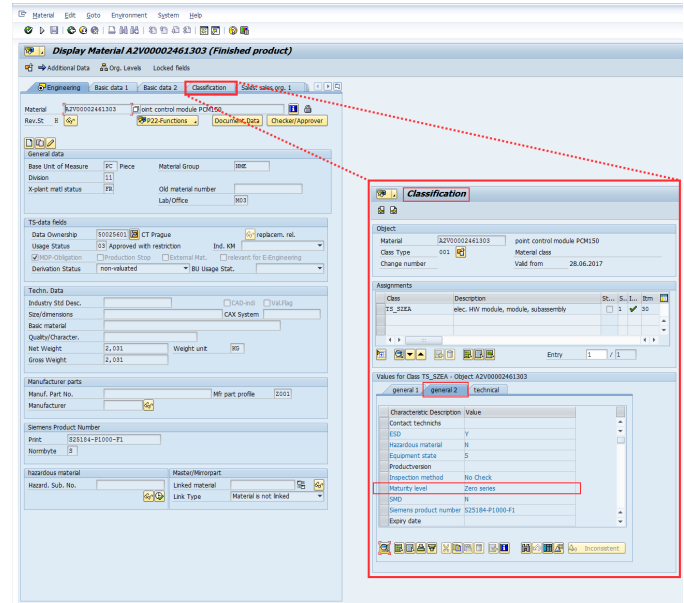 Material Edit Goto Environment System Help
Display Material A2V00002461303 (Finished product)
Additional Data Org. Levels Locked fields
Engineering Basic data 1 Basic data 2 Classification Sales: sales org. 1
Material A2V00002461303 point control module PCM150
Rev.St H P22-Functions Document Data Checker/Approver
General data
Base Unit of Measure PC Piece Material Group HMK
Division 11
X-plant matl status FR Old material number
Lab/Office M03
TS-data fields
Data Ownership 50025601 CT Prague replacem. rel.
Usage Status 03 Approved with restriction Ind. KM
MDP-Obligation Production Stop External Mat. relevant for E-Engineering
Derivation Status non-valuated BU Usage Stat.
Techn. Data
Industry Std Desc. CAD-indi Val.Flag
Size/dimensions CAX System
Basic material
Quality/Character.
Net Weight 2,031 Weight unit KG
Gross Weight 2,031
Manufacturer parts
Manuf. Part No. Mfr part profile Z001
Manufacturer
Siemens Product Number
Print S25184-P1000-F1
Normbyte S
hazardous material Master/Mirrorpart
Hazard. Sub. No. Linked material
Link Type Material is not linked
Classification
Object
Material A2V00002461303 point control module PCM150
Class Type 001 Material class
Change number Valid from 28.06.2017
Assignments
Class Description St... S.. I... Itm
TS_SZEA elec. HW module, module, subassembly 1 30
Entry 1 / 1
Values for Class TS_SZEA - Object A2V00002461303
general 1 general 2 technical
Characteristic Description Value
Contact technichs
ESD Y
Hazardous material N
Equipment state S
Productversion
Inspection method No Check
Maturity level Zero series
SMD N
Siemens product number S25184-P1000-F1
Expiry date
Inconsistent